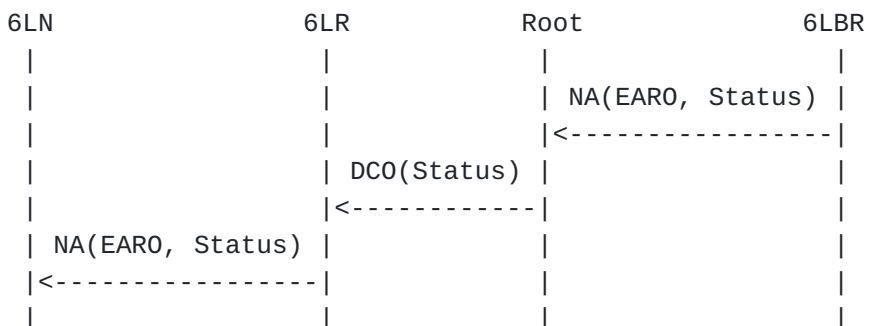 6LN 6LR Root 6LBR
NA(EARO, Status)
DCO(Status)
NA(EARO, Status)